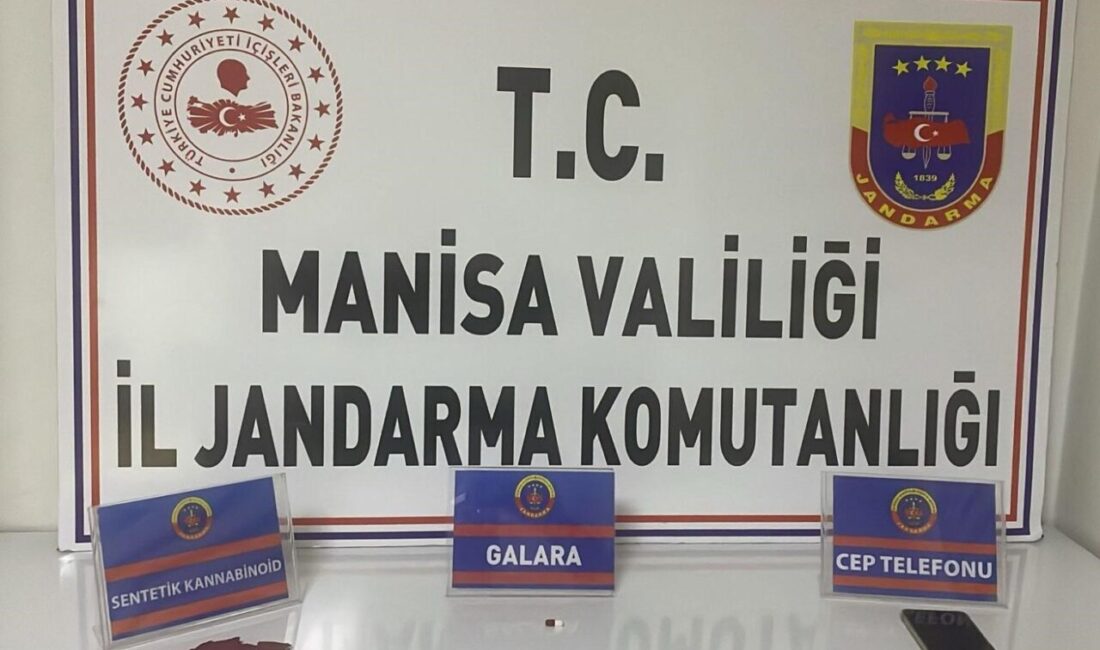 TÜRKİYE CUMHURİYETİ İÇİŞLERİ BAKANLIĞI
T.C.
1839
JANDARMA
MANİSA VALİLİĞİ
İL JANDARMA KOMUTANLIĞI
SENTETİK KANNABİNOİD
JANDARMA
GALARA
CEP TELEFONU